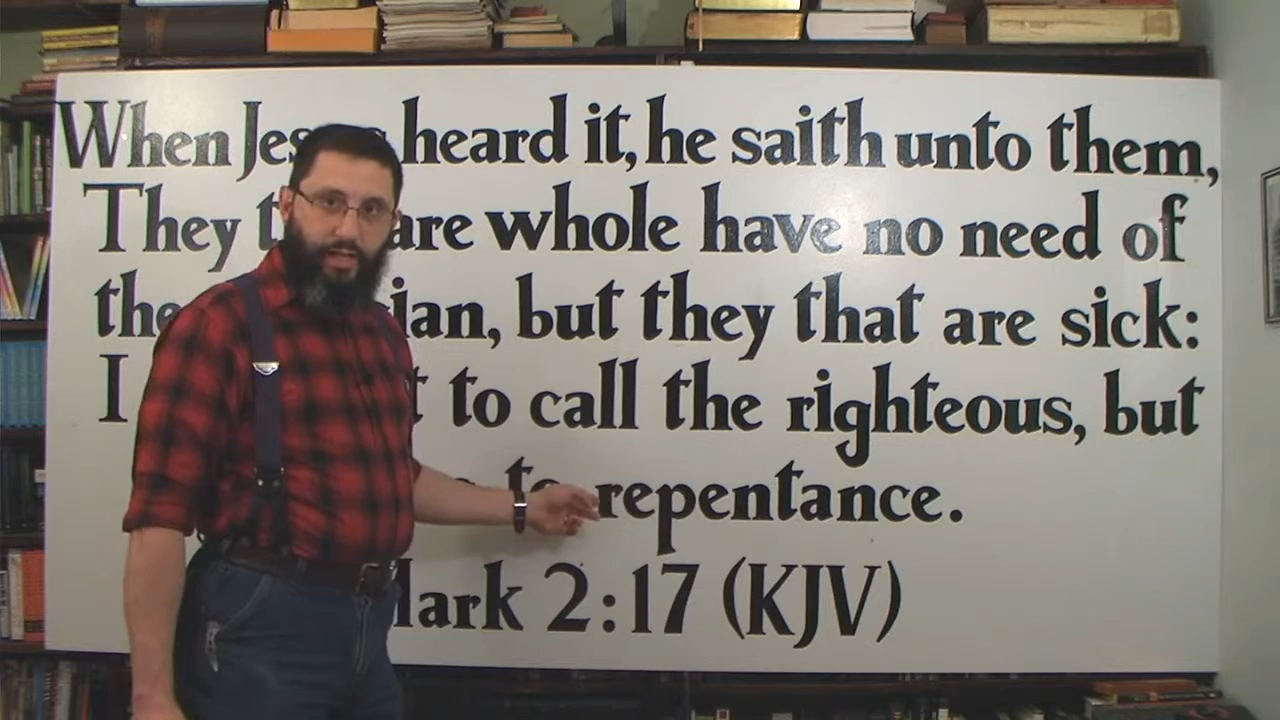 When Jes heard it, he saith unto them,
They t are whole have no need of
the ian, but they that are sick:
I t to call the righteous, but
to repentance.
Mark 2:17 (KJV)